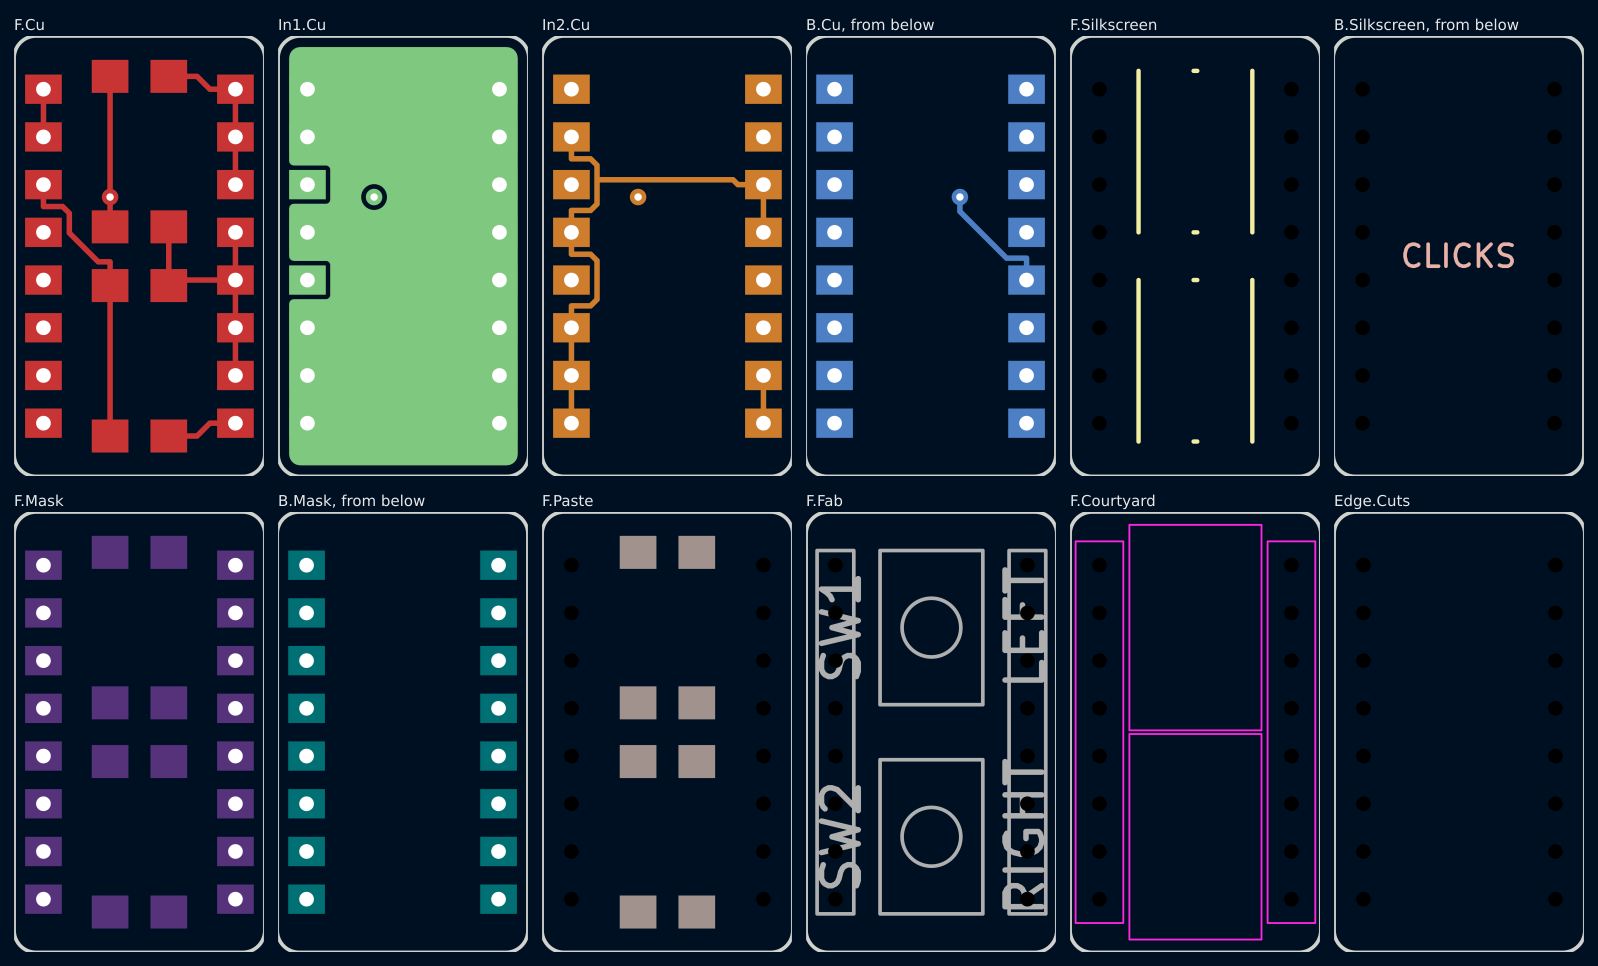 F.Cu
In1.Cu
In2.Cu
B.Cu, from below
F.Silkscreen
B.Silkscreen, from below
CLICKS
F.Mask
B.Mask, from below
F.Paste
F.Fab
F.Courtyard
Edge.Cuts
SW1
LEFT
SW2
RIGHT